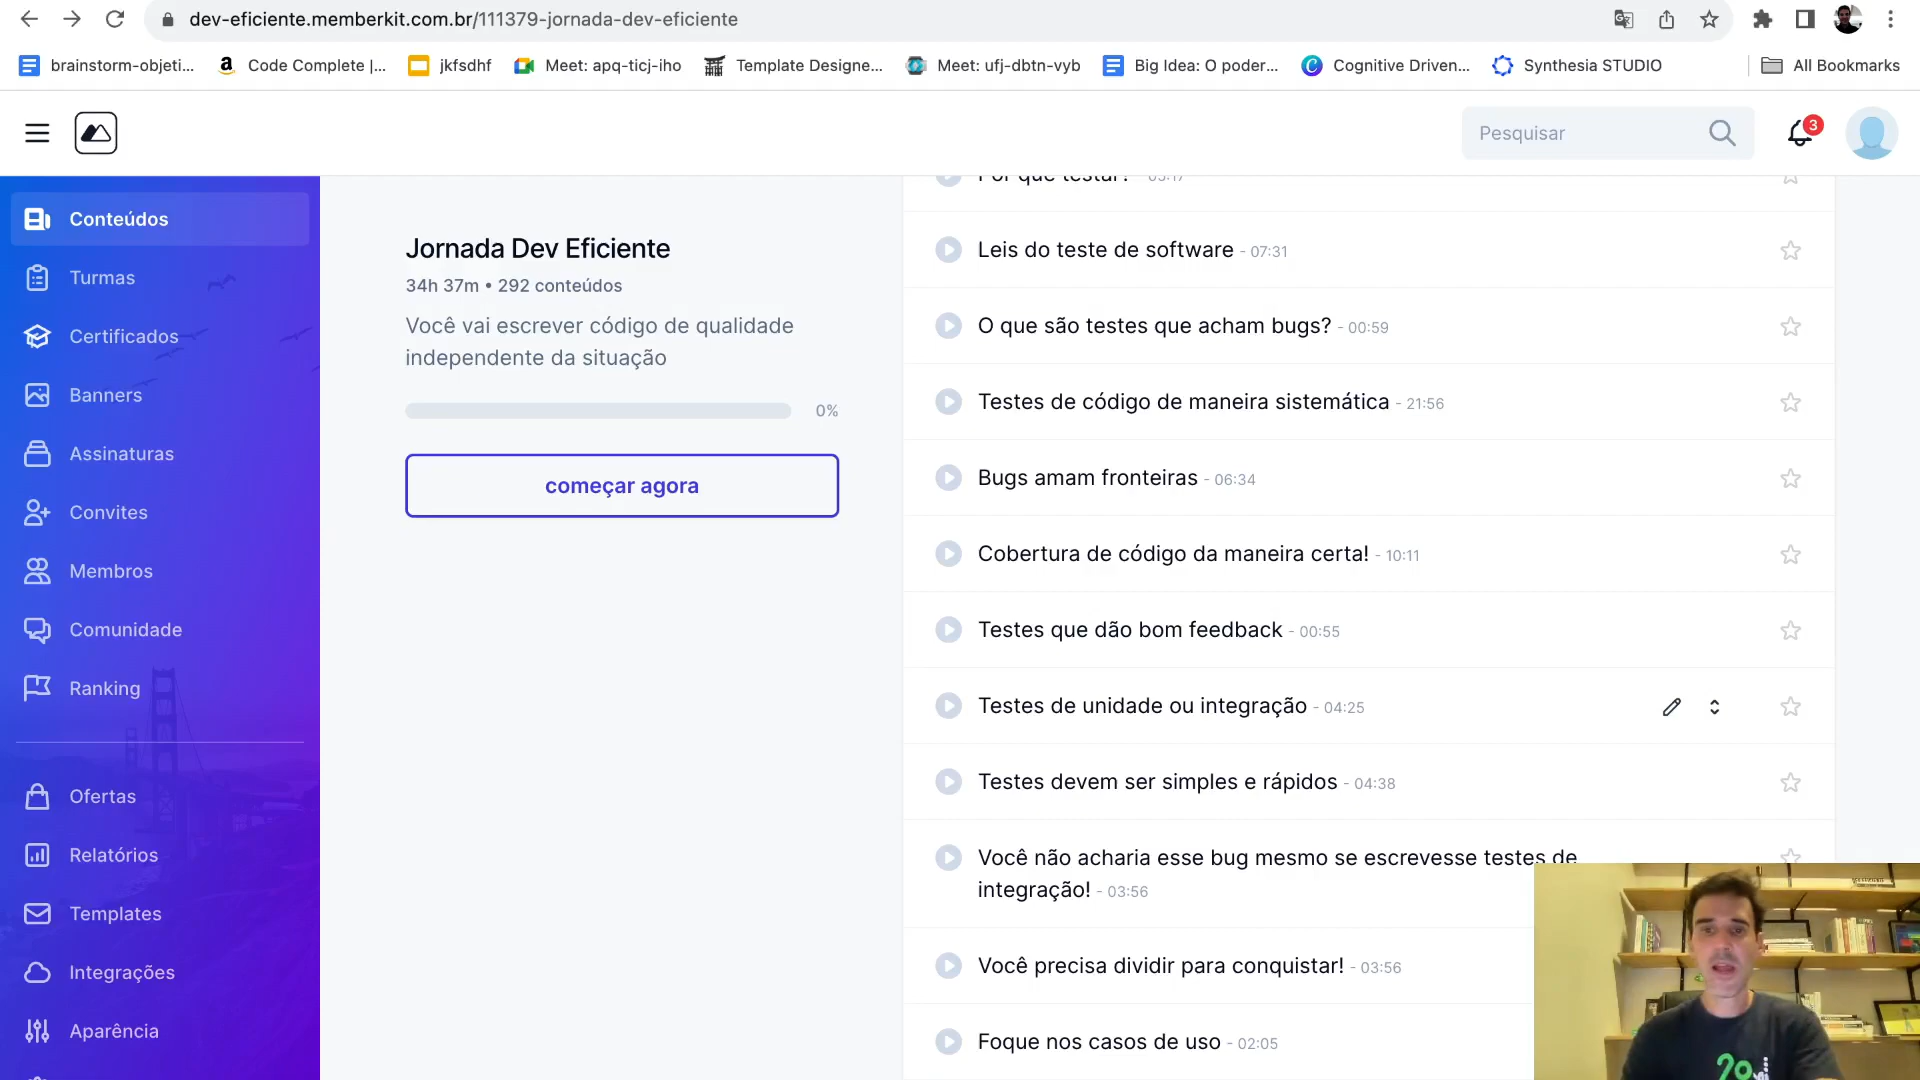 dev-eficiente.memberkit.com.br/111379-jornada-dev-eficiente
brainstorm-objeti...
Code Complete |...
jkfsdhf
Meet: apq-ticj-iho
Template Designe...
Meet: ufj-dbtn-vyb
Big Idea: O poder...
Cognitive Driven...
Synthesia STUDIO
All Bookmarks
Pesquisar
3
Conteúdos
Turmas
Certificados
Banners
Assinaturas
Convites
Membros
Comunidade
Ranking
Ofertas
Relatórios
Templates
Integrações
Aparência
Jornada Dev Eficiente
34h 37m • 292 conteúdos
Você vai escrever código de qualidade
independente da situação
0%
começar agora
Por que testar? - 05:17
Leis do teste de software - 07:31
O que são testes que acham bugs? - 00:59
Testes de código de maneira sistemática - 21:56
Bugs amam fronteiras - 06:34
Cobertura de código da maneira certa! - 10:11
Testes que dão bom feedback - 00:55
Testes de unidade ou integração - 04:25
Testes devem ser simples e rápidos - 04:38
Você não acharia esse bug mesmo se escrevesse testes de
integração! - 03:56
Você precisa dividir para conquistar! - 03:56
Foque nos casos de uso - 02:05